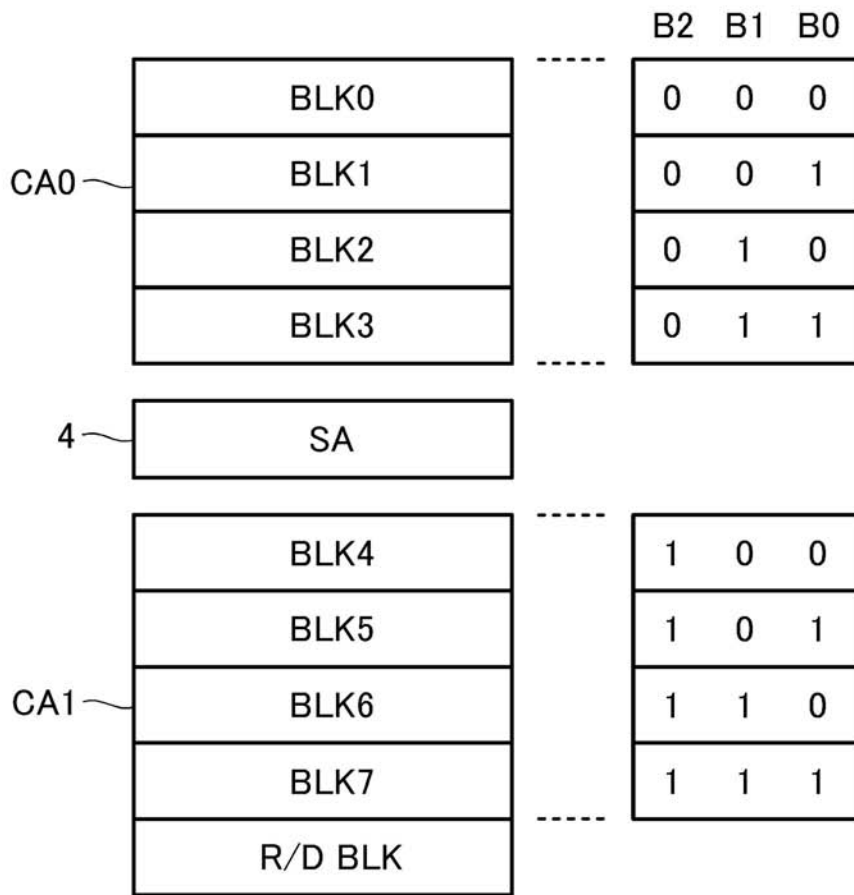 B2 B1 B0
BLK0 0 0 0
CA0 BLK1 0 0 1
BLK2 0 1 0
BLK3 0 1 1
4 SA
BLK4 1 0 0
BLK5 1 0 1
CA1 BLK6 1 1 0
BLK7 1 1 1
R/D BLK